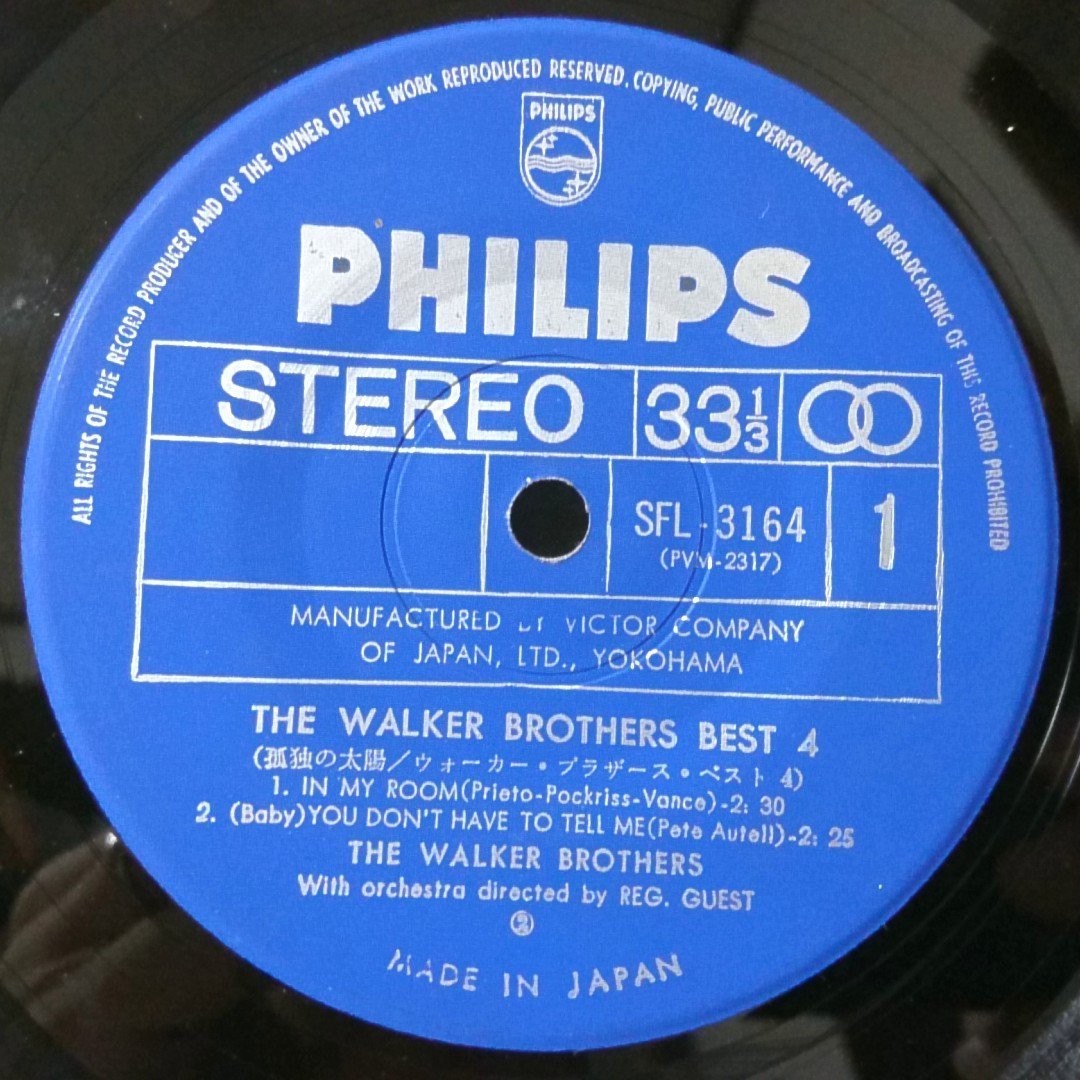 ALL RIGHTS OF THE RECORD PRODUCER AND OF THE OWNER OF THE WORK REPRODUCED RESERVED. COPYING, PUBLIC PERFORMANCE AND BROADCASTING OF THIS RECORD PROHIBITED
PHILIPS
PHILIPS
STEREO 33⅓
SFL-3164 1
(PVM-2317)
MANUFACTURED BY VICTOR COMPANY
OF JAPAN, LTD., YOKOHAMA
THE WALKER BROTHERS BEST 4
(孤独の太陽/ウォーカー・ブラザース・ベスト 4)
1. IN MY ROOM(Prieto-Pockriss-Vance)-2: 30
2. (Baby)YOU DON'T HAVE TO TELL ME(Pete Autell)-2: 25
THE WALKER BROTHERS
With orchestra directed by REG. GUEST
MADE IN JAPAN